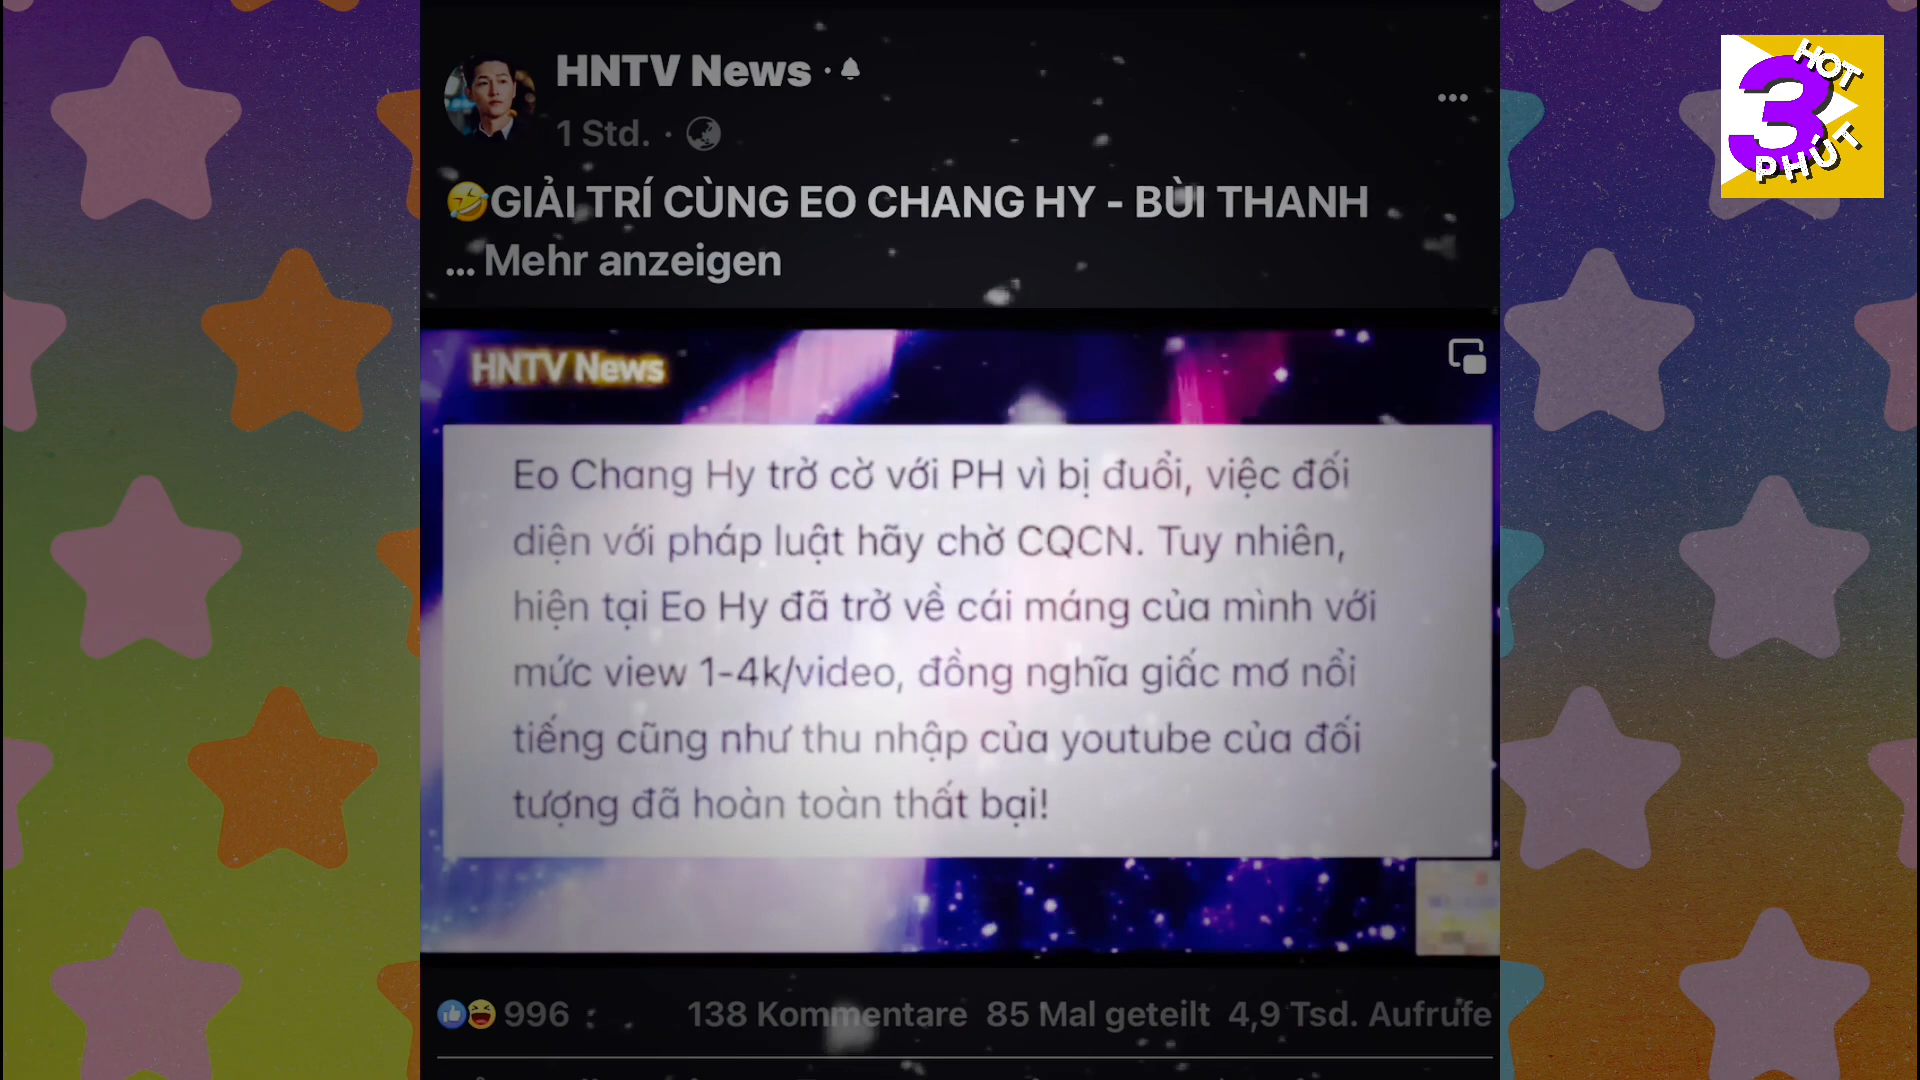 HNTV News
1 Std.
🤣GIẢI TRÍ CÙNG EO CHANG HY - BÙI THANH
... Mehr anzeigen
HOT
3
PHÚT
HNTV News
Eo Chang Hy trở cờ với PH vì bị đuổi, việc đối
diện với pháp luật hãy chờ CQCN. Tuy nhiên,
hiện tại Eo Hy đã trở về cái máng của mình với
mức view 1-4k/video, đồng nghĩa giấc mơ nổi
tiếng cũng như thu nhập của youtube của đối
tượng đã hoàn toàn thất bại!
996
138 Kommentare 85 Mal geteilt 4,9 Tsd. Aufrufe